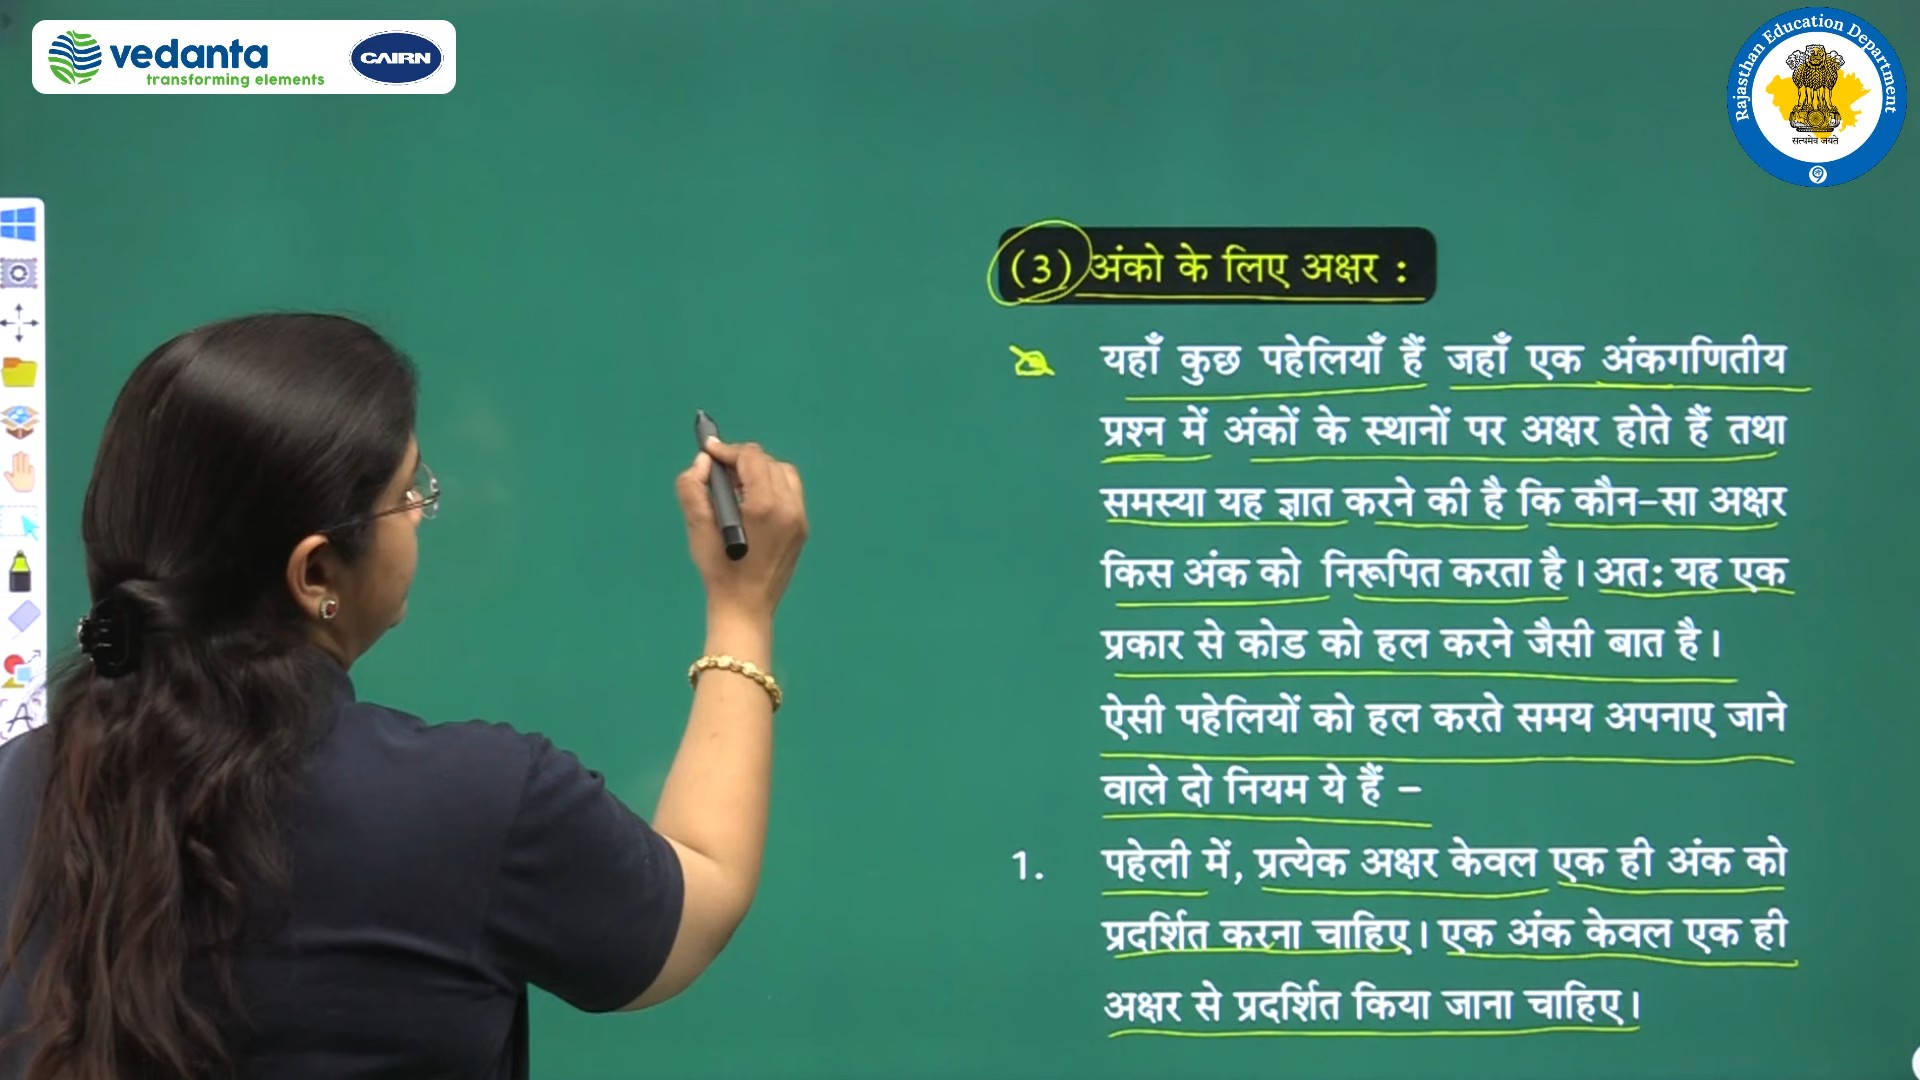 vedanta
transforming elements
CAIRN
Rajasthan Education Department
सत्यमेव जयते
(3) अंको के लिए अक्षर :
यहाँ कुछ पहेलियाँ हैं जहाँ एक अंकगणितीय
प्रश्न में अंकों के स्थानों पर अक्षर होते हैं तथा
समस्या यह ज्ञात करने की है कि कौन-सा अक्षर
किस अंक को निरूपित करता है। अत: यह एक
प्रकार से कोड को हल करने जैसी बात है।
ऐसी पहेलियों को हल करते समय अपनाए जाने
वाले दो नियम ये हैं –
1. पहेली में, प्रत्येक अक्षर केवल एक ही अंक को
प्रदर्शित करना चाहिए। एक अंक केवल एक ही
अक्षर से प्रदर्शित किया जाना चाहिए।